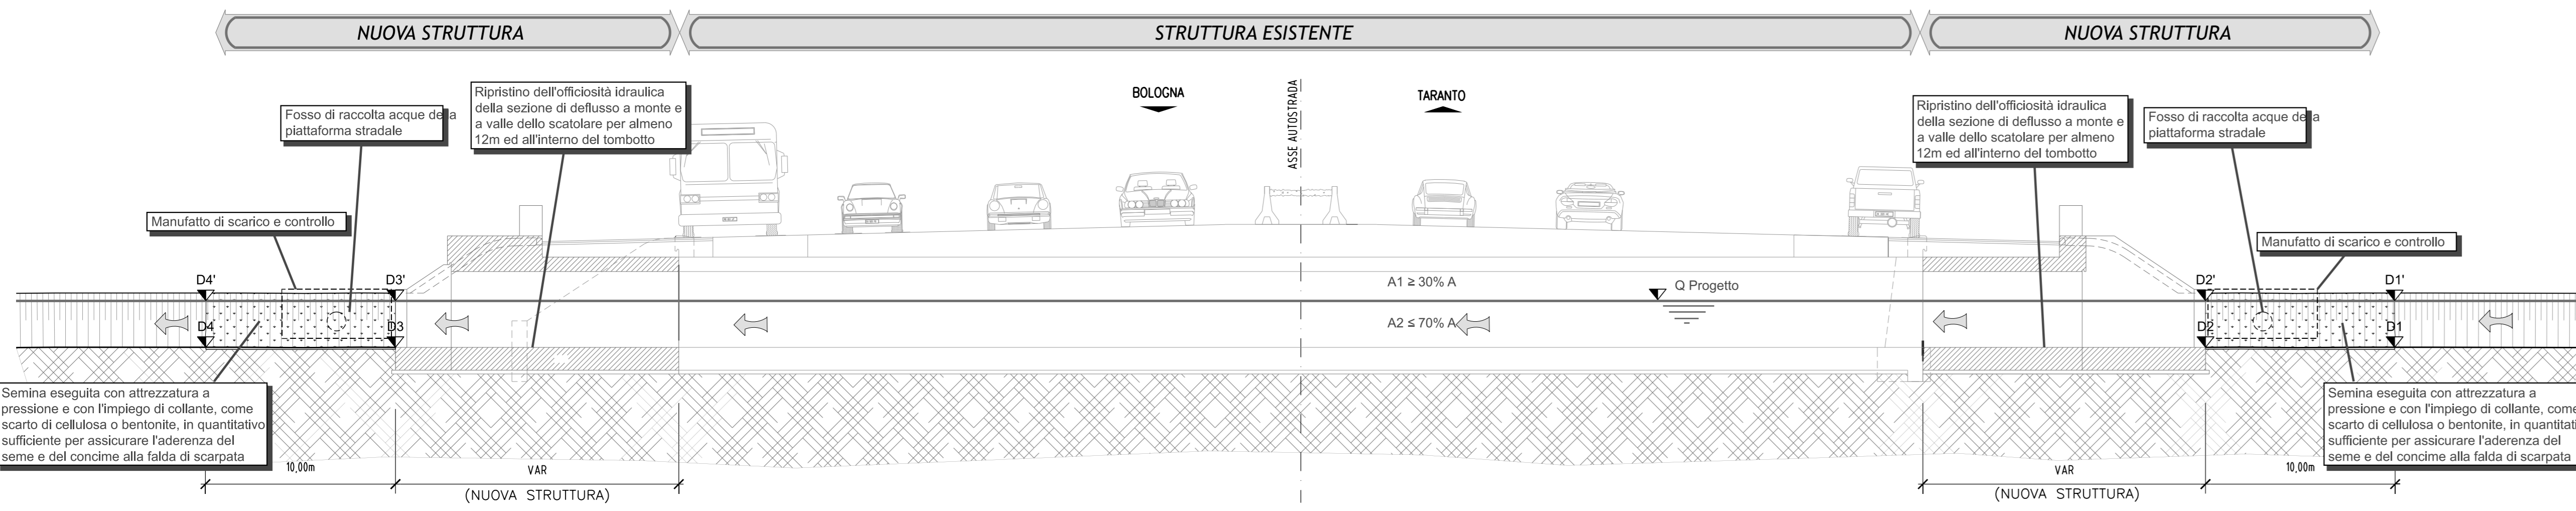 NUOVA STRUTTURA
STRUTTURA ESISTENTE
NUOVA STRUTTURA
Fosso di raccolta acque della
piattaforma stradale
Ripristino dell'officiosità idraulica
della sezione di deflusso a monte e
a valle dello scatolare per almeno
12m ed all'interno del tombotto
BOLOGNA
ASSE AUTOSTRADA
TARANTO
Ripristino dell'officiosità idraulica
della sezione di deflusso a monte e
a valle dello scatolare per almeno
12m ed all'interno del tombotto
Fosso di raccolta acque della
piattaforma stradale
Manufatto di scarico e controllo
Manufatto di scarico e controllo
D4'
D3'
A1 ≥ 30% A
Q Progetto
D2'
D1'
D4
D3
A2 ≤ 70% A
D2
D1
Semina eseguita con attrezzatura a
pressione e con l'impiego di collante, come
scarto di cellulosa o bentonite, in quantitativo
sufficiente per assicurare l'aderenza del
seme e del concime alla falda di scarpata
Semina eseguita con attrezzatura a
pressione e con l'impiego di collante, come
scarto di cellulosa o bentonite, in quantitati
sufficiente per assicurare l'aderenza del
seme e del concime alla falda di scarpata
10,00m
VAR
(NUOVA STRUTTURA)
VAR
(NUOVA STRUTTURA)
10,00m